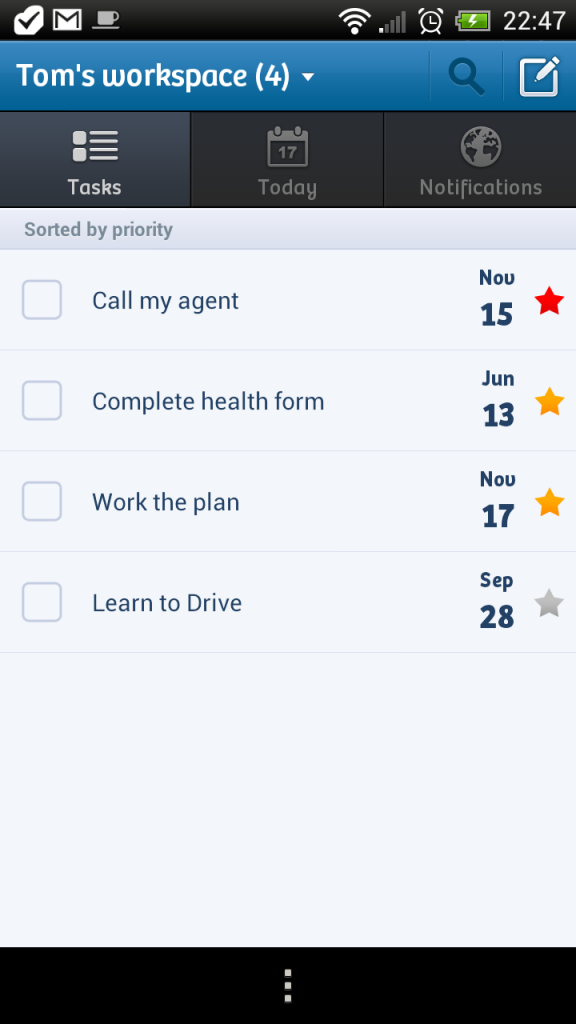 22:47
Tom's workspace (4)
17
Tasks
Today
Notifications
Sorted by priority
Call my agent
Nov
15
Complete health form
Jun
13
Work the plan
Nov
17
Learn to Drive
Sep
28